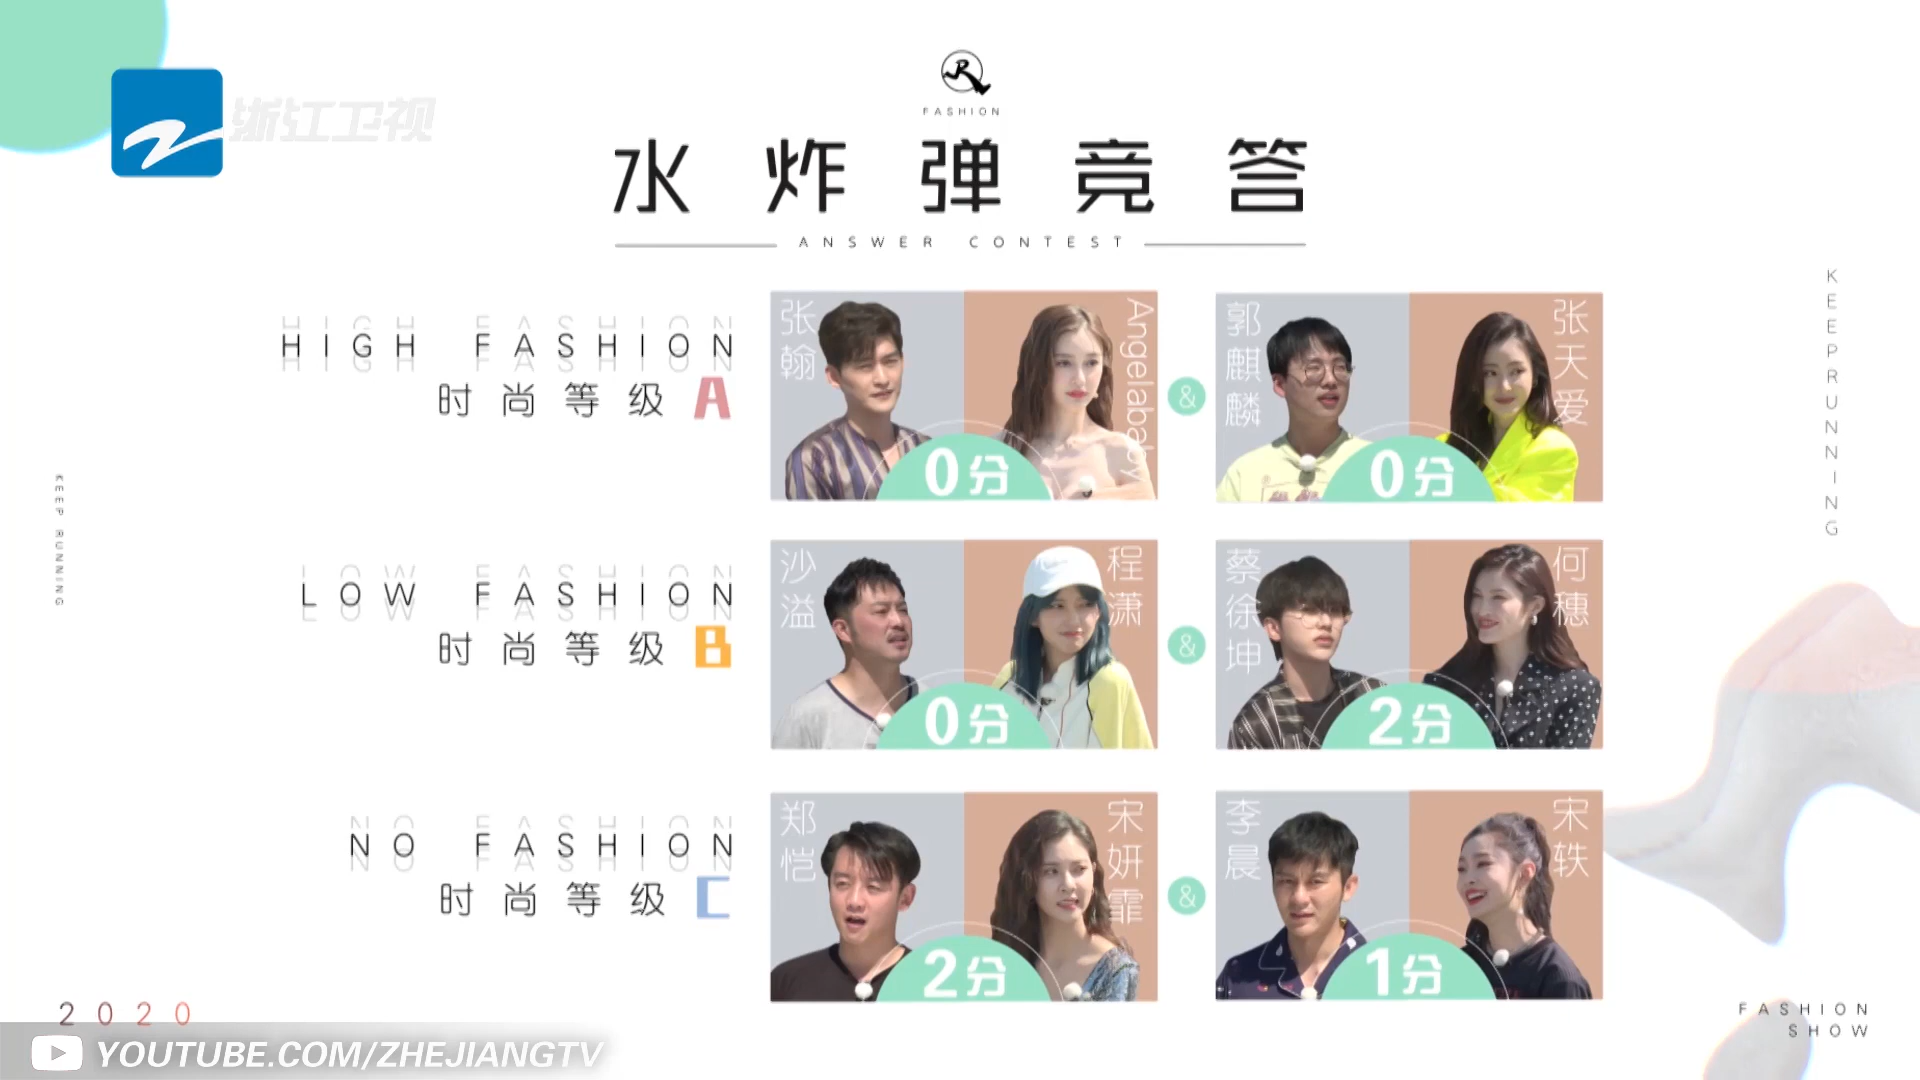 浙江卫视
R
FASHION
水炸弹竞答
ANSWER CONTEST
KEEPRUNNING
KEEP RUNNING
HIGH FASHION
时尚等级A
张翰
Angelababy
0分
&
郭麒麟
张天爱
0分
LOW FASHION
时尚等级B
沙溢
程潇
0分
&
蔡徐坤
何穗
2分
NO FASHION
时尚等级C
郑恺
宋妍霏
2分
&
李晨
宋轶
1分
2020
FASHION
SHOW
YOUTUBE.COM/ZHEJIANGTV